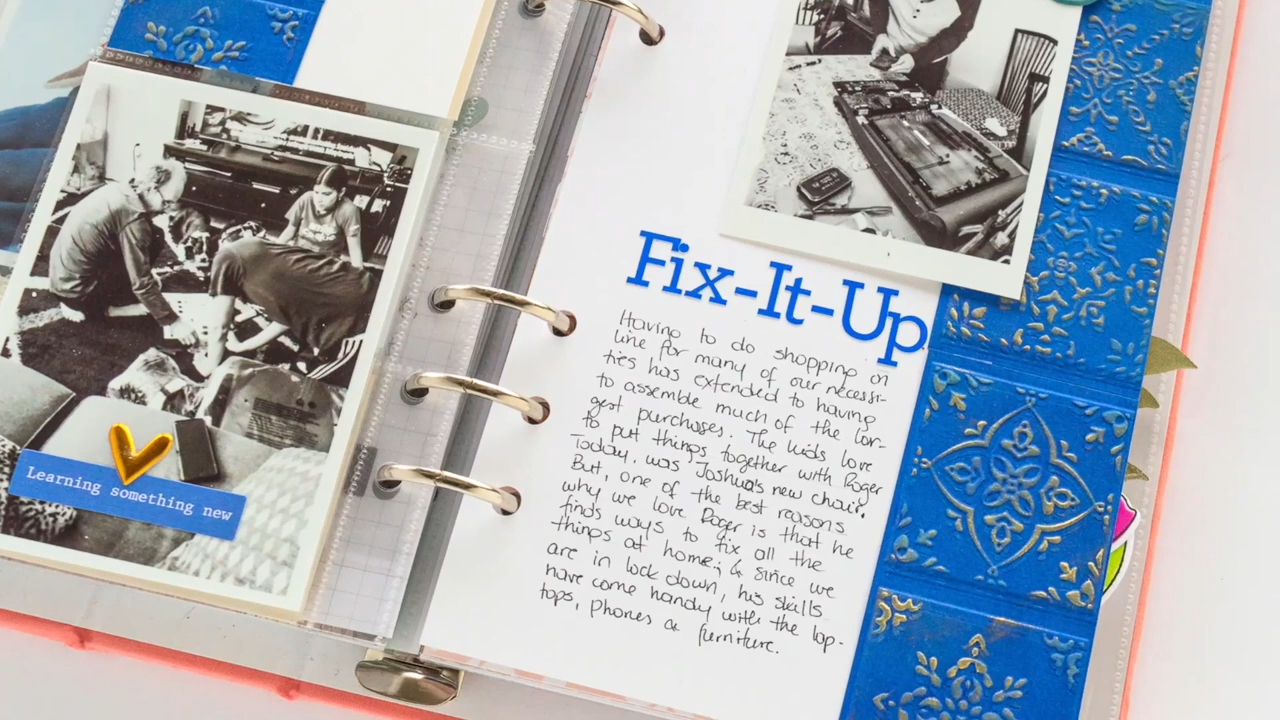 Learning something new
Fix-It-Up
Having to do shopping on
line for many of our necessi-
ties has extended to having
to assemble much of the lar-
gest purchases. The kids love
to put things together with Roger
Today, was Joshua's new chair.
But, one of the best reasons
why we love Roger is that he
finds ways to fix all the
things at home; & since we
are in lock down, his skills
have come handy with the lap-
tops, phones & furniture.